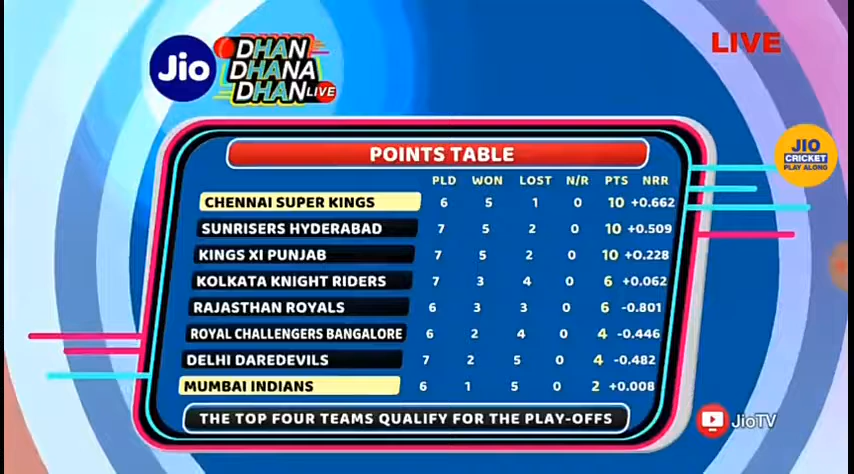 Jio
DHAN
DHANA
DHAN LIVE
LIVE
JIO
CRICKET
PLAY ALONG
POINTS TABLE
PLD WON LOST N/R PTS NRR
CHENNAI SUPER KINGS 6 5 1 0 10 +0.662
SUNRISERS HYDERABAD 7 5 2 0 10 +0.509
KINGS XI PUNJAB 7 5 2 0 10 +0.228
KOLKATA KNIGHT RIDERS 7 3 4 0 6 +0.062
RAJASTHAN ROYALS 6 3 3 0 6 -0.801
ROYAL CHALLENGERS BANGALORE 6 2 4 0 4 -0.446
DELHI DAREDEVILS 7 2 5 0 4 -0.482
MUMBAI INDIANS 6 1 5 0 2 +0.008
THE TOP FOUR TEAMS QUALIFY FOR THE PLAY-OFFS
JioTV